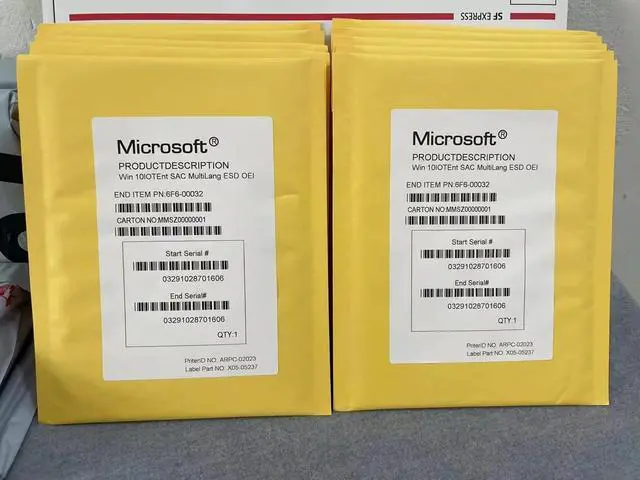 SF EXPRESS
Microsoft®
PRODUCTDESCRIPTION
Win 10IOTEnt SAC MultiLang ESD OEI
END ITEM PN:6F6-00032
CARTON NO:MMSZ00000001
Start Serial #
03291028701606
End Serial#
03291028701606
QTY:1
PriterID NO: ARPC-02023
Label Part NO: X05-05237
Microsoft®
PRODUCTDESCRIPTION
Win 10IOTEnt SAC MultiLang ESD OEI
END ITEM PN:6F6-00032
CARTON NO:MMSZ00000001
Start Serial #
03291028701606
End Serial#
03291028701606
QTY:1
PriterID NO: ARPC-02023
Label Part NO: X05-05237